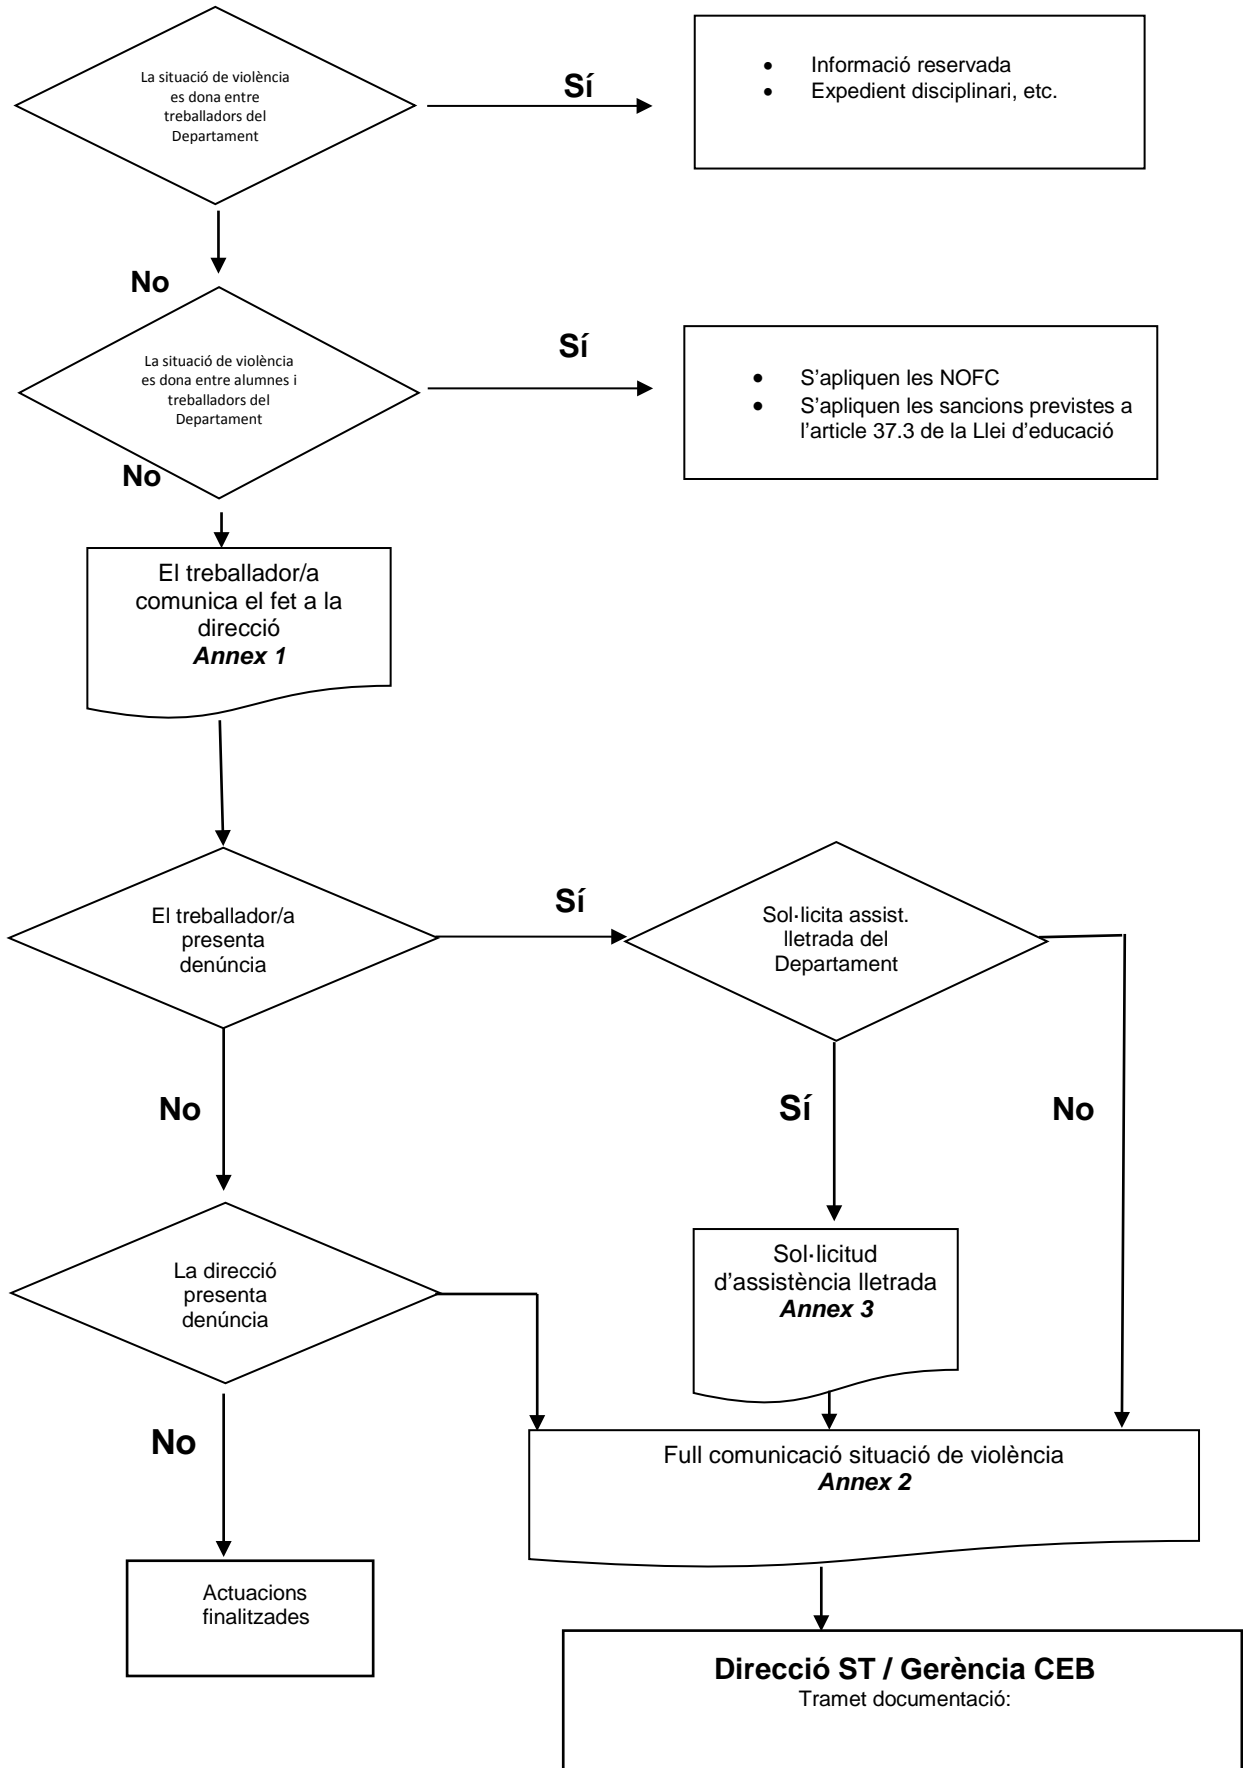 La situació de violència
es dona entre
treballadors del
Departament
Sí
• Informació reservada
• Expedient disciplinari, etc.
No
La situació de violència
es dona entre alumnes i
treballadors del
Departament
Sí
• S'apliquen les NOFC
• S'apliquen les sancions previstes a
l'article 37.3 de la Llei d'educació
No
El treballador/a
comunica el fet a la
direcció
Annex 1
El treballador/a
presenta
denúncia
Sí
Sol·licita assist.
lletrada del
Departament
No
Sí
No
La direcció
presenta
denúncia
Sol·licitud
d'assistència lletrada
Annex 3
No
Full comunicació situació de violència
Annex 2
Actuacions
finalitzades
Direcció ST / Gerència CEB
Tramet documentació: